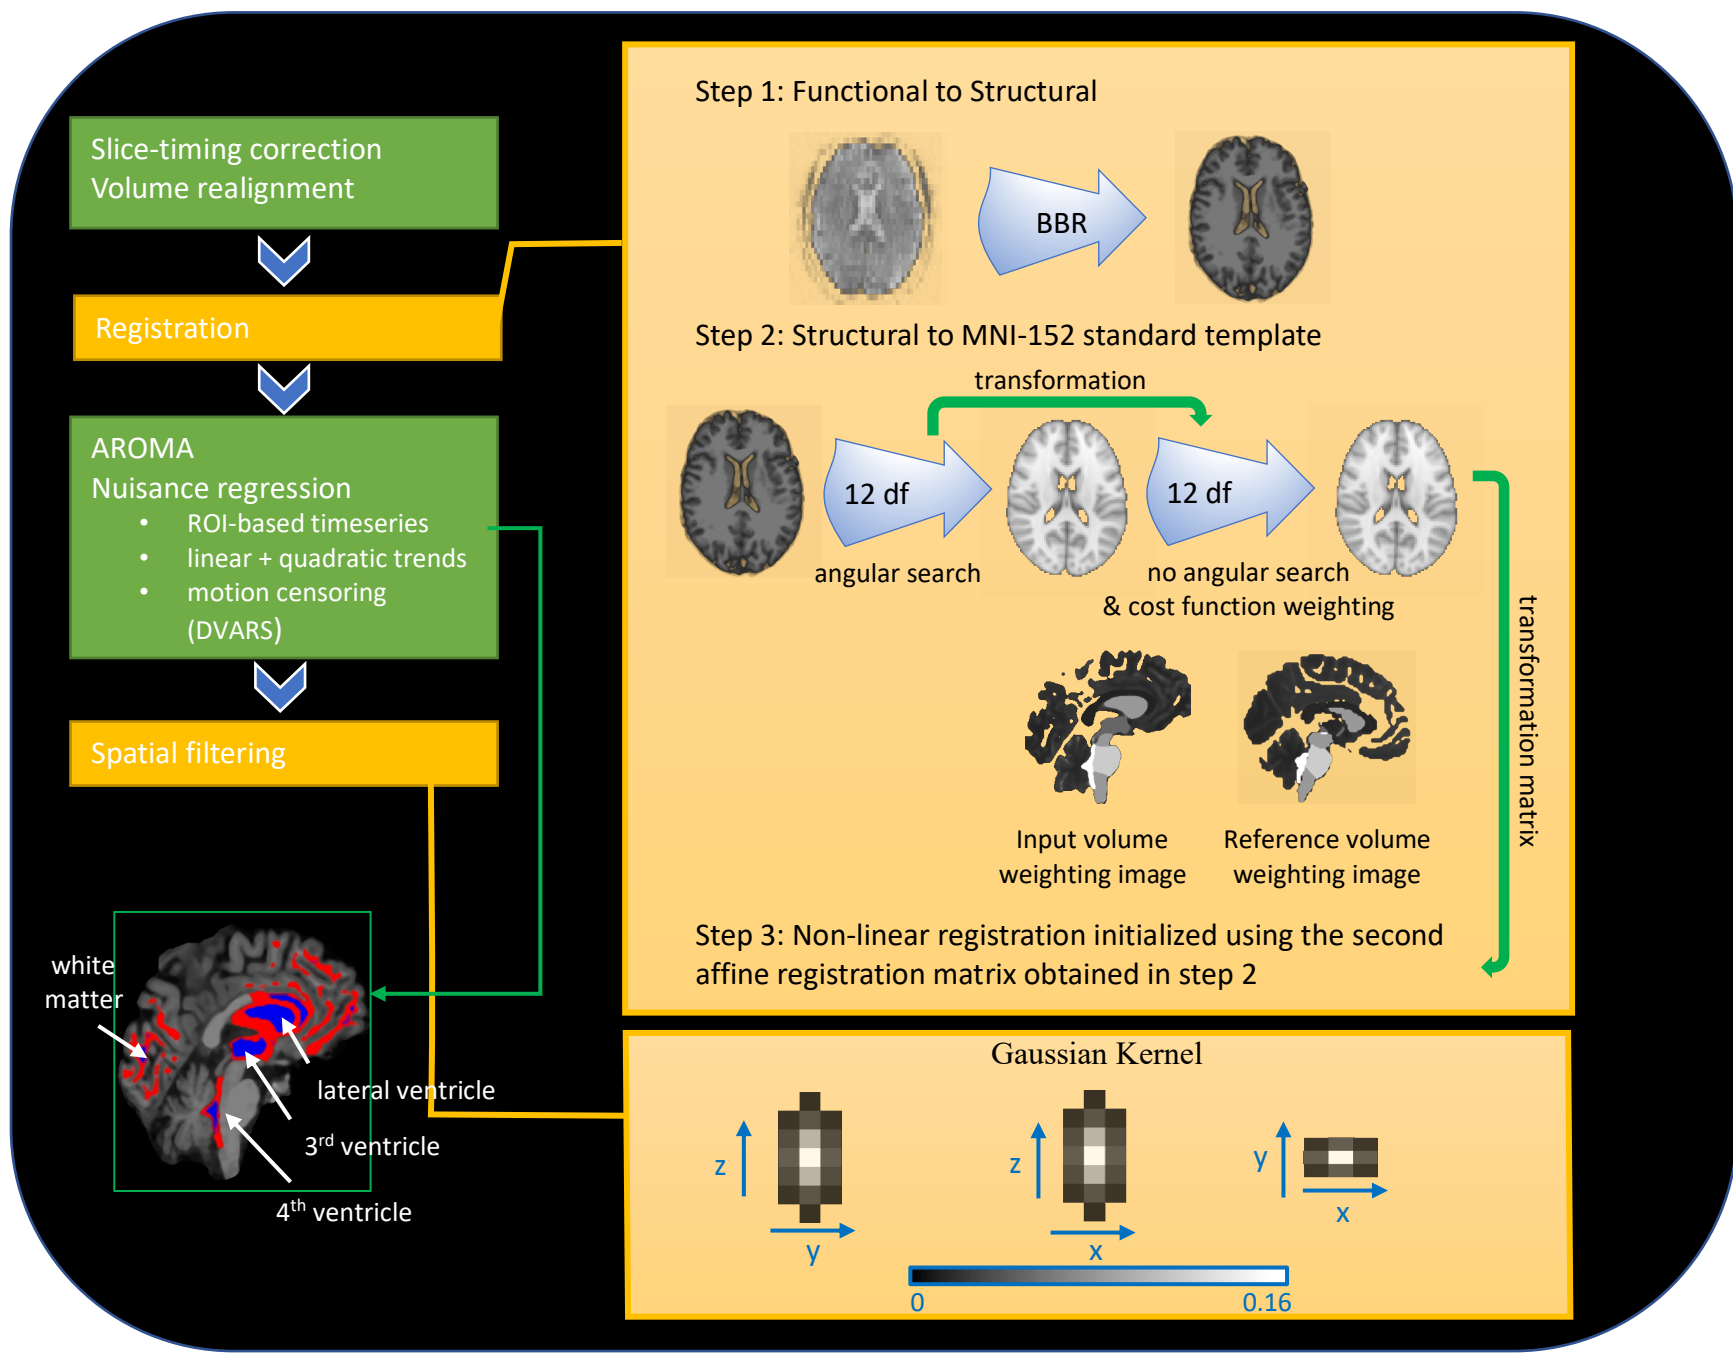 Slice-timing correction
Volume realignment
Registration
AROMA
Nuisance regression
• ROI-based timeseries
• linear + quadratic trends
• motion censoring
(DVARS)
Spatial filtering
white
matter
lateral ventricle
3rd ventricle
4th ventricle
Step 1: Functional to Structural
BBR
Step 2: Structural to MNI-152 standard template
transformation
12 df
12 df
angular search
no angular search
& cost function weighting
transformation matrix
Input volume
weighting image
Reference volume
weighting image
Step 3: Non-linear registration initialized using the second
affine registration matrix obtained in step 2
Gaussian Kernel
z
y
z
x
y
x
0
0.16